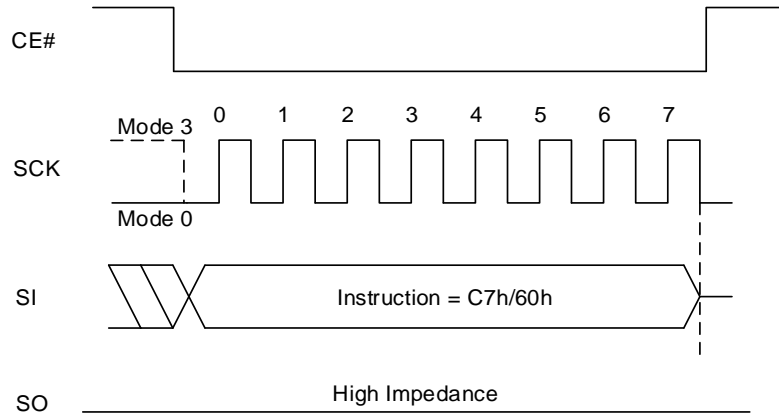 CE#
0 1 2 3 4 5 6 7
Mode 3
SCK
Mode 0
SI
Instruction = C7h/60h
High Impedance
SO